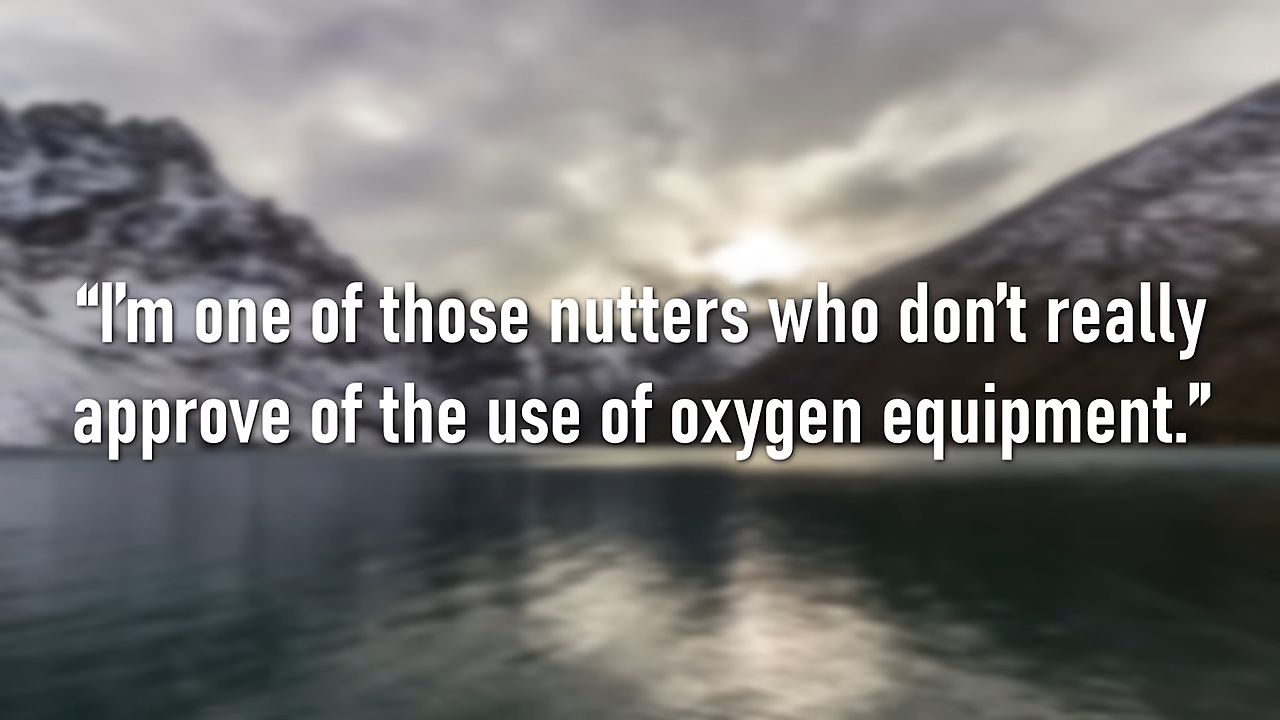 “I’m one of those nutters who don’t really
approve of the use of oxygen equipment.”